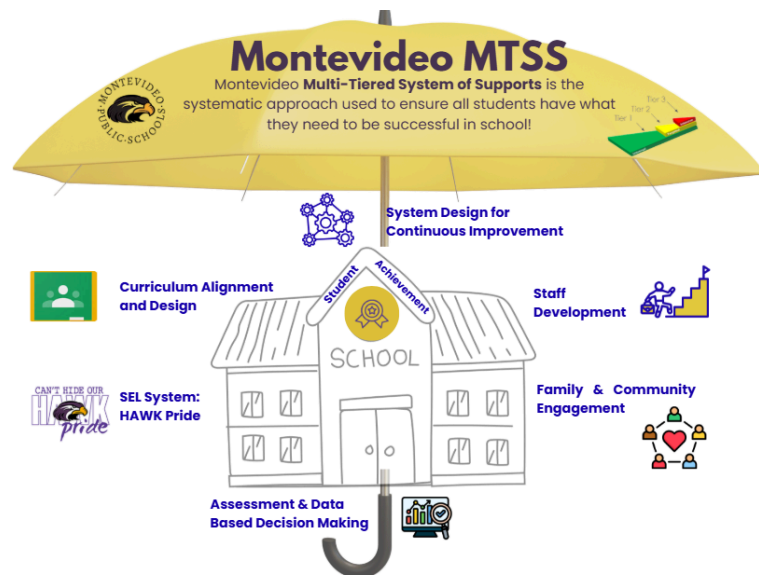 Montevideo MTSS
Montevideo Multi-Tiered System of Supports is the
systematic approach used to ensure all students have what
they need to be successful in school!
MONTEVIDEO
PUBLIC SCHOOLS
Tier 1
Tier 2
Tier 3
System Design for
Continuous Improvement
Curriculum Alignment
and Design
Student
Achievement
Staff
Development
SCHOOL
CAN'T HIDE OUR
HAWK
pride
SEL System:
HAWK Pride
Family & Community
Engagement
Assessment & Data
Based Decision Making